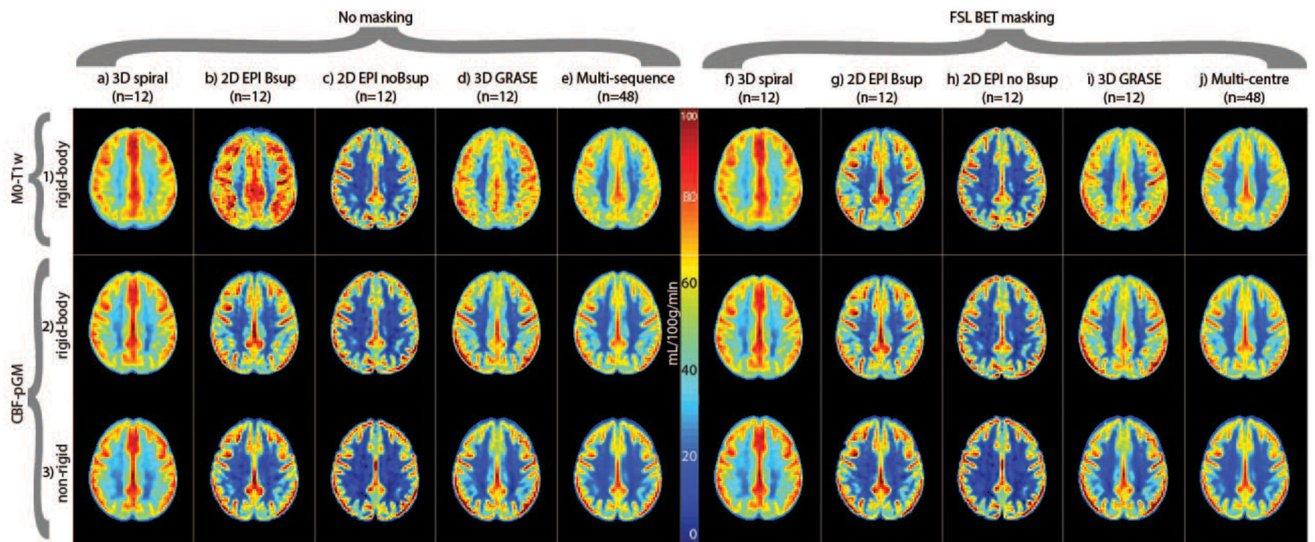 No masking
FSL BET masking
a) 3D spiral
(n=12)
b) 2D EPI Bsup
(n=12)
c) 2D EPI noBsup
(n=12)
d) 3D GRASE
(n=12)
e) Multi-sequence
(n=48)
f) 3D spiral
(n=12)
g) 2D EPI Bsup
(n=12)
h) 2D EPI no Bsup
(n=12)
i) 3D GRASE
(n=12)
j) Multi-centre
(n=48)
M0-T1w
1)
rigid-body
CBF-pGM
2)
rigid-body
3)
non-rigid
100
80
60
40
20
0
mL/100g/min